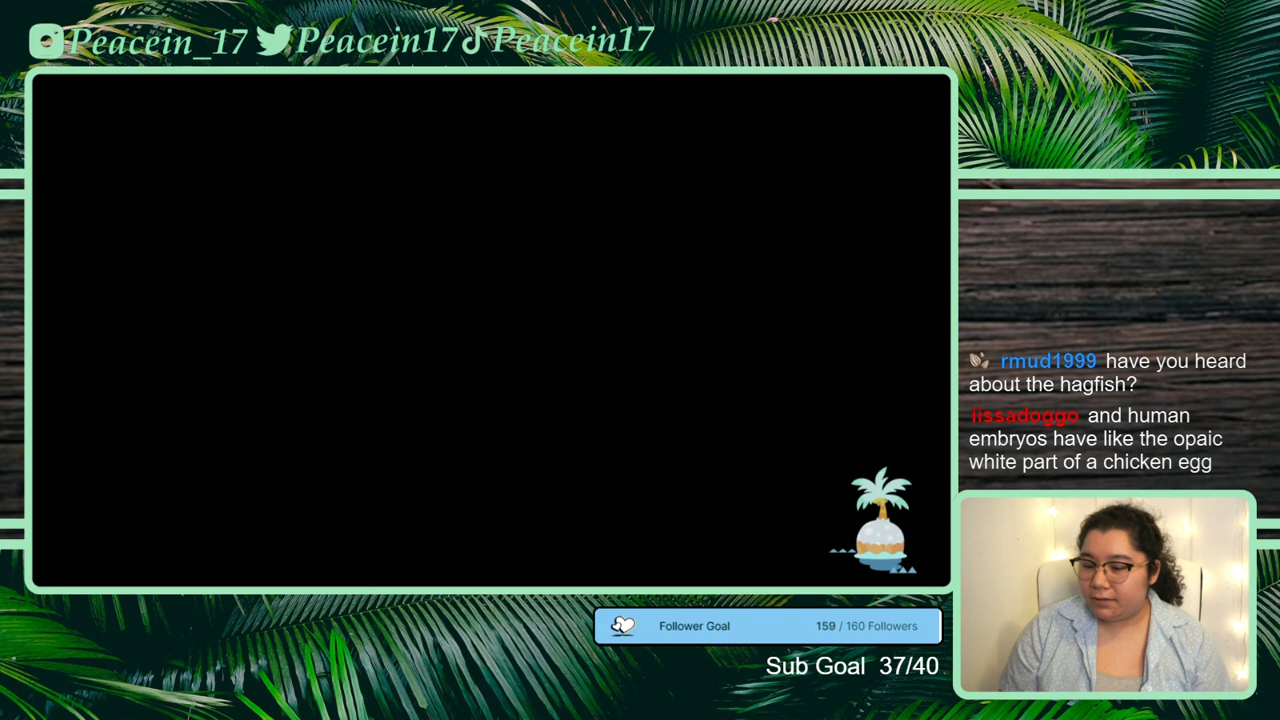 Peacein_17 Peacein17 Peacein17
rmud1999 have you heard
about the hagfish?
lissadoggo and human
embryos have like the opaic
white part of a chicken egg
Follower Goal 159 / 160 Followers
Sub Goal 37/40